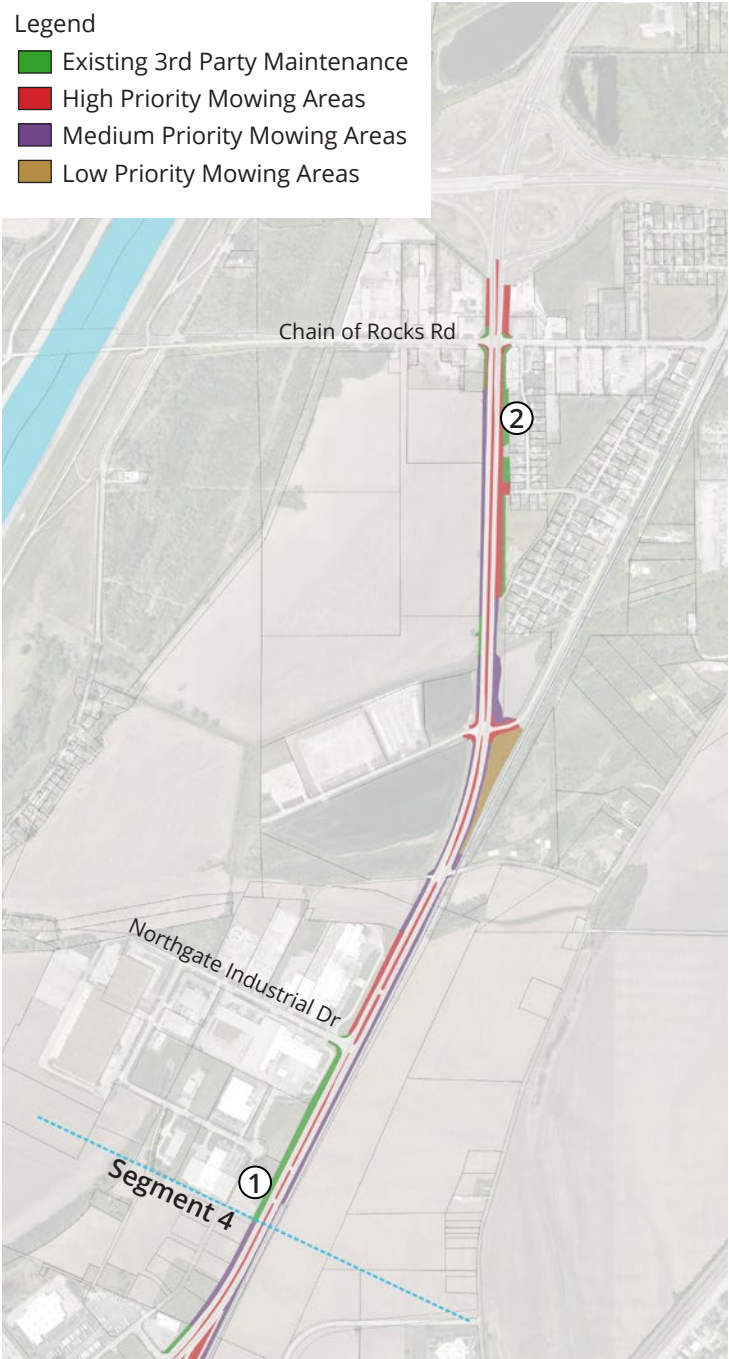 Legend
Existing 3rd Party Maintenance
High Priority Mowing Areas
Medium Priority Mowing Areas
Low Priority Mowing Areas
Chain of Rocks Rd
2
Northgate Industrial Dr
1
Segment 4